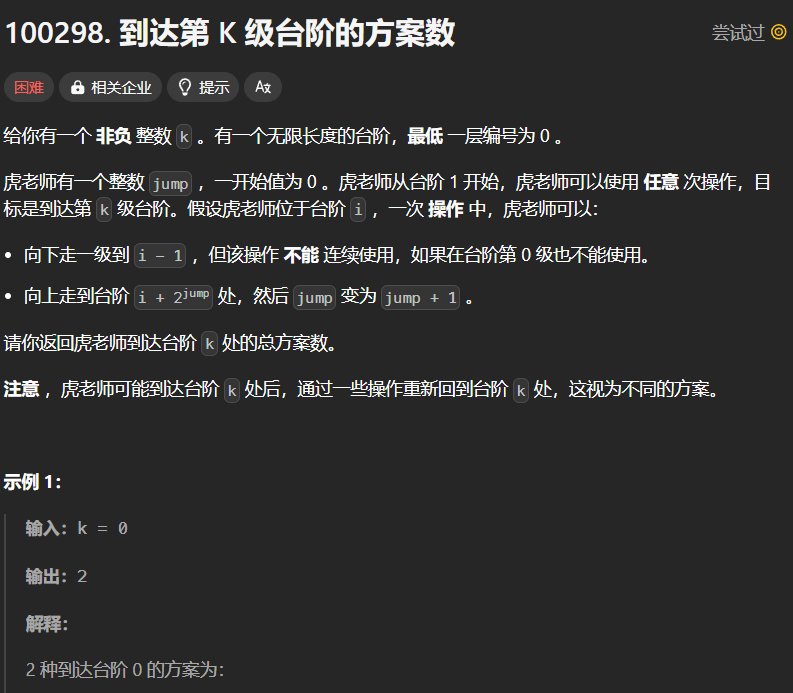 100298. 到达第 K 级台阶的方案数
尝试过
困难 相关企业 提示 Aあ
给你有一个 非负 整数 k 。有一个无限长度的台阶，最低 一层编号为 0 。
虎老师有一个整数 jump ，一开始值为 0 。虎老师从台阶 1 开始，虎老师可以使用 任意 次操作，目
标是到达第 k 级台阶。假设虎老师位于台阶 i ，一次 操作 中，虎老师可以：
• 向下走一级到 i - 1 ，但该操作 不能 连续使用，如果在台阶第 0 级也不能使用。
• 向上走到台阶 i + 2^jump 处，然后 jump 变为 jump + 1 。
请你返回虎老师到达台阶 k 处的总方案数。
注意 ，虎老师可能到达台阶 k 处后，通过一些操作重新回到台阶 k 处，这视为不同的方案。
示例 1：
输入：k = 0
输出：2
解释：
2 种到达台阶 0 的方案为：